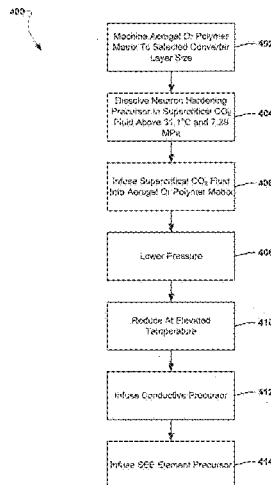 400
Machine Aerogel Or Polymer
Matrix To Selected Converter
Layer Size
402
Dissolve Neutron Hardening
Precursor In Supercritical CO₂
Fluid Above 31.1°C and 7.39
MPa
404
Infuse Supercritical CO₂ Fluid
Into Aerogel Or Polymer Matrix
406
Lower Pressure
408
Reduce At Elevated
Temperature
410
Infuse Conductive Precursor
412
Infuse SEE Element Precursor
414